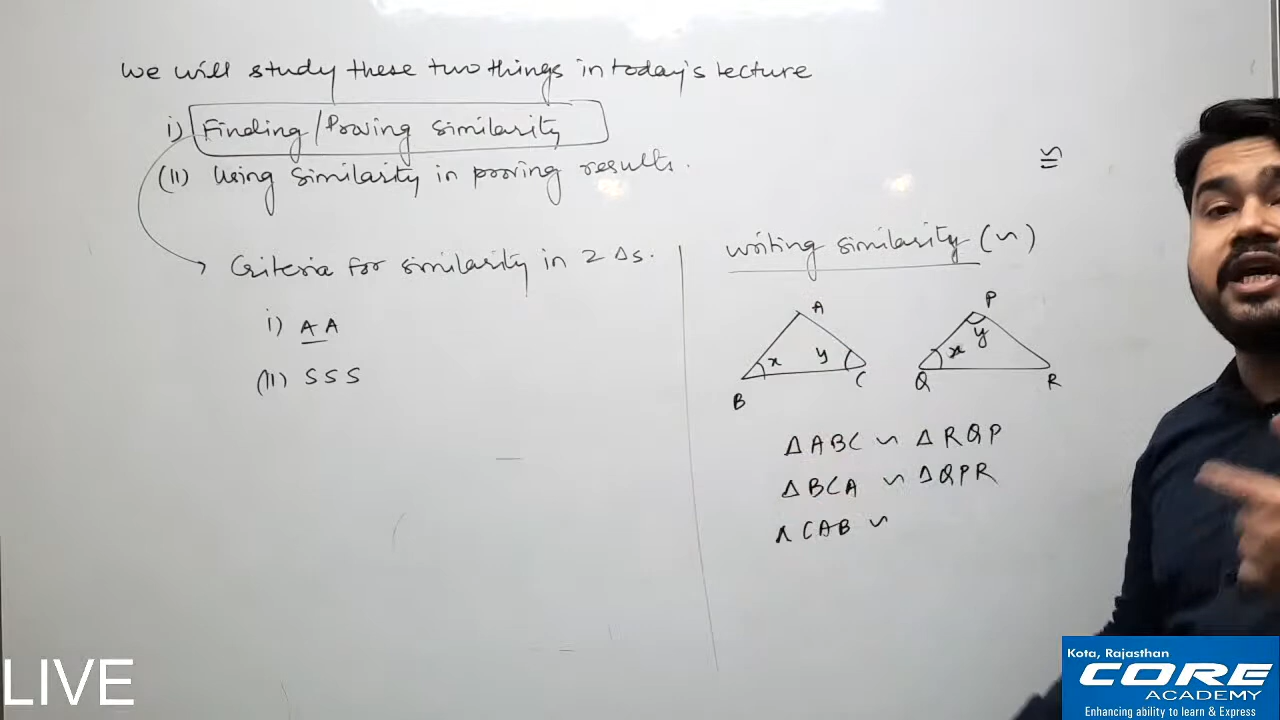 We will study these two things in today's lecture
i) Finding/Proving similarity
(II) Using similarity in proving results.
Criteria for similarity in 2 Δs.
i) AA
(II) SSS
≅
Writing similarity (∽)
A
x y
B C
P
y
x
Q R
ΔABC ∽ ΔRQP
ΔBCA ∽ ΔQPR
ΔCAB ∽
LIVE
Kota, Rajasthan
CORE
ACADEMY
Enhancing ability to learn & Express